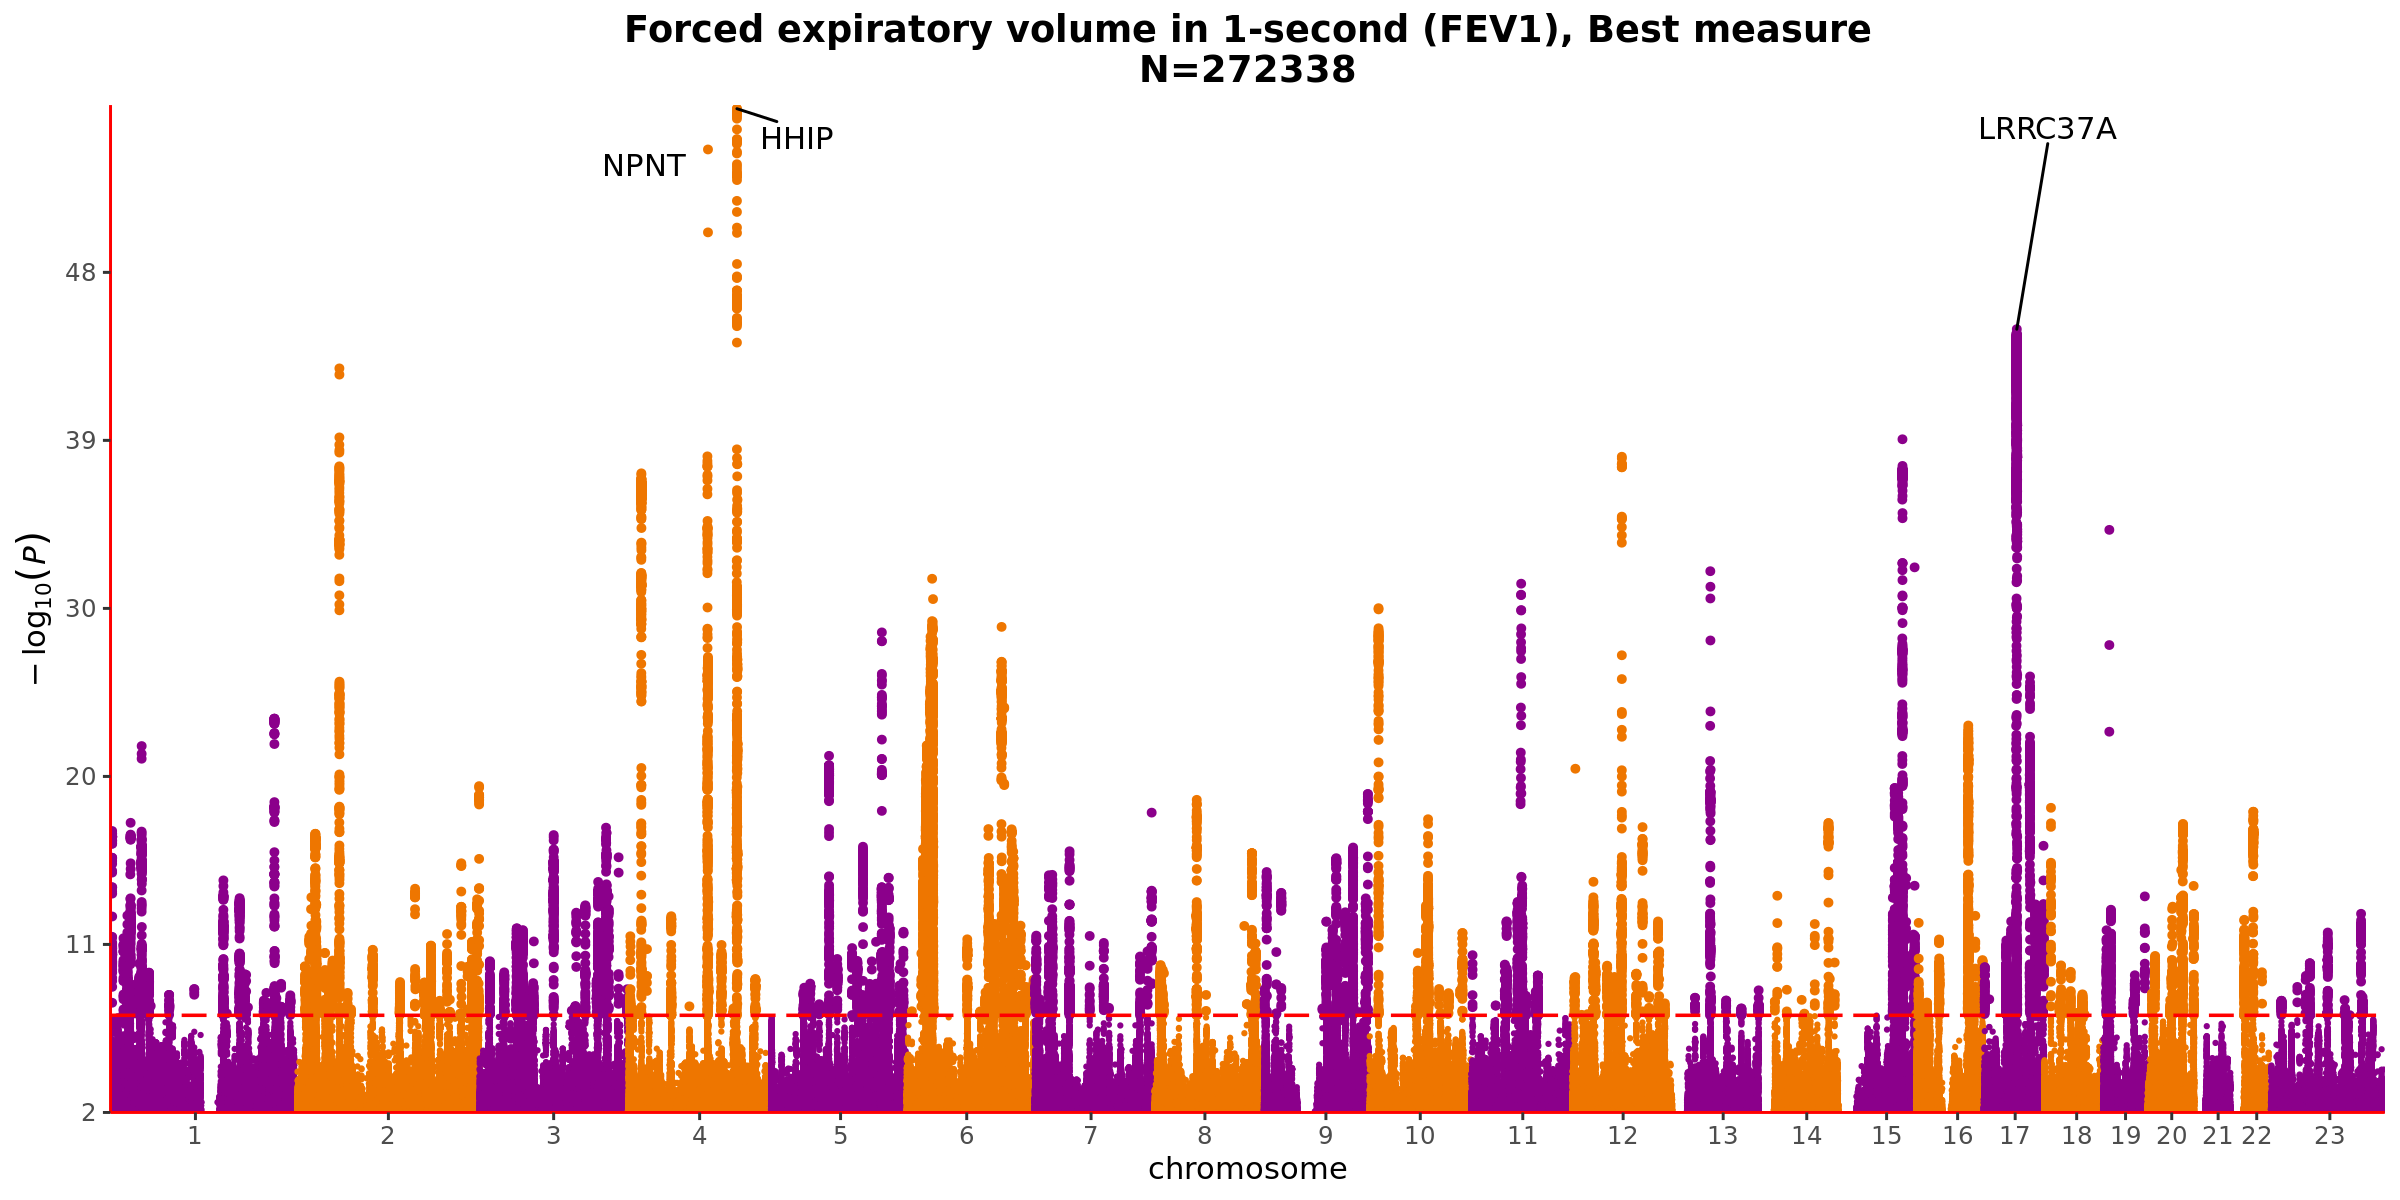 Forced expiratory volume in 1-second (FEV1), Best measure
N=272338
LRRC37A
HHIP
NPNT
48
39
30
20
11
2
−log10(P)
1 2 3 4 5 6 7 8 9 10 11 12 13 14 15 16 17 18 19 20 21 22 23
chromosome